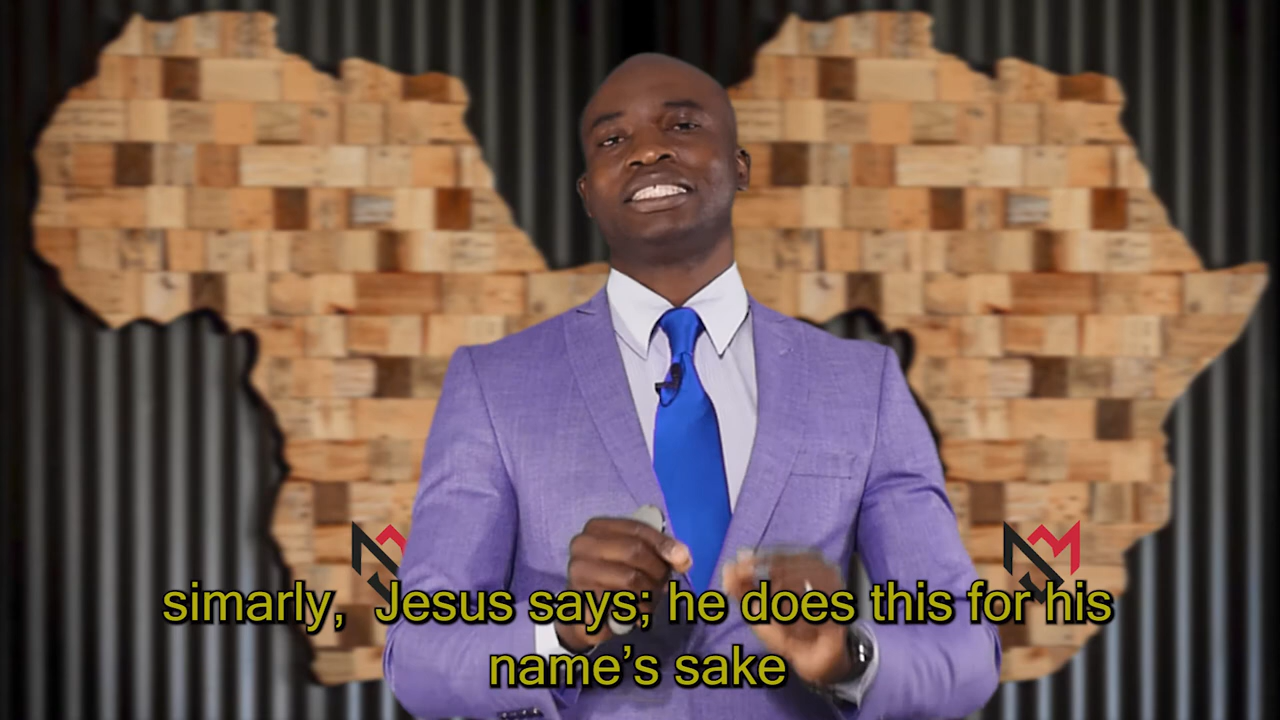 simarly, Jesus says; he does this for his
name’s sake